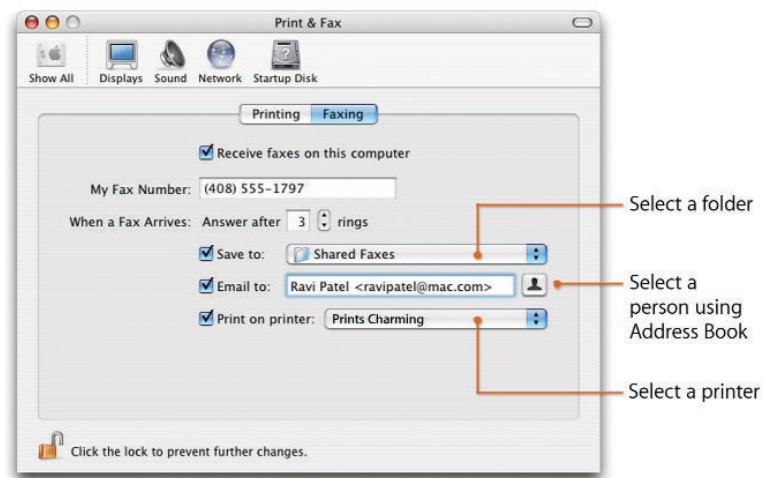 Print & Fax
Show All Displays Sound Network Startup Disk
Printing Faxing
Receive faxes on this computer
My Fax Number: (408) 555-1797
When a Fax Arrives: Answer after 3 rings
Save to: Shared Faxes
Email to: Ravi Patel <ravipatel@mac.com>
Print on printer: Prints Charming
Click the lock to prevent further changes.
Select a folder
Select a
person using
Address Book
Select a printer